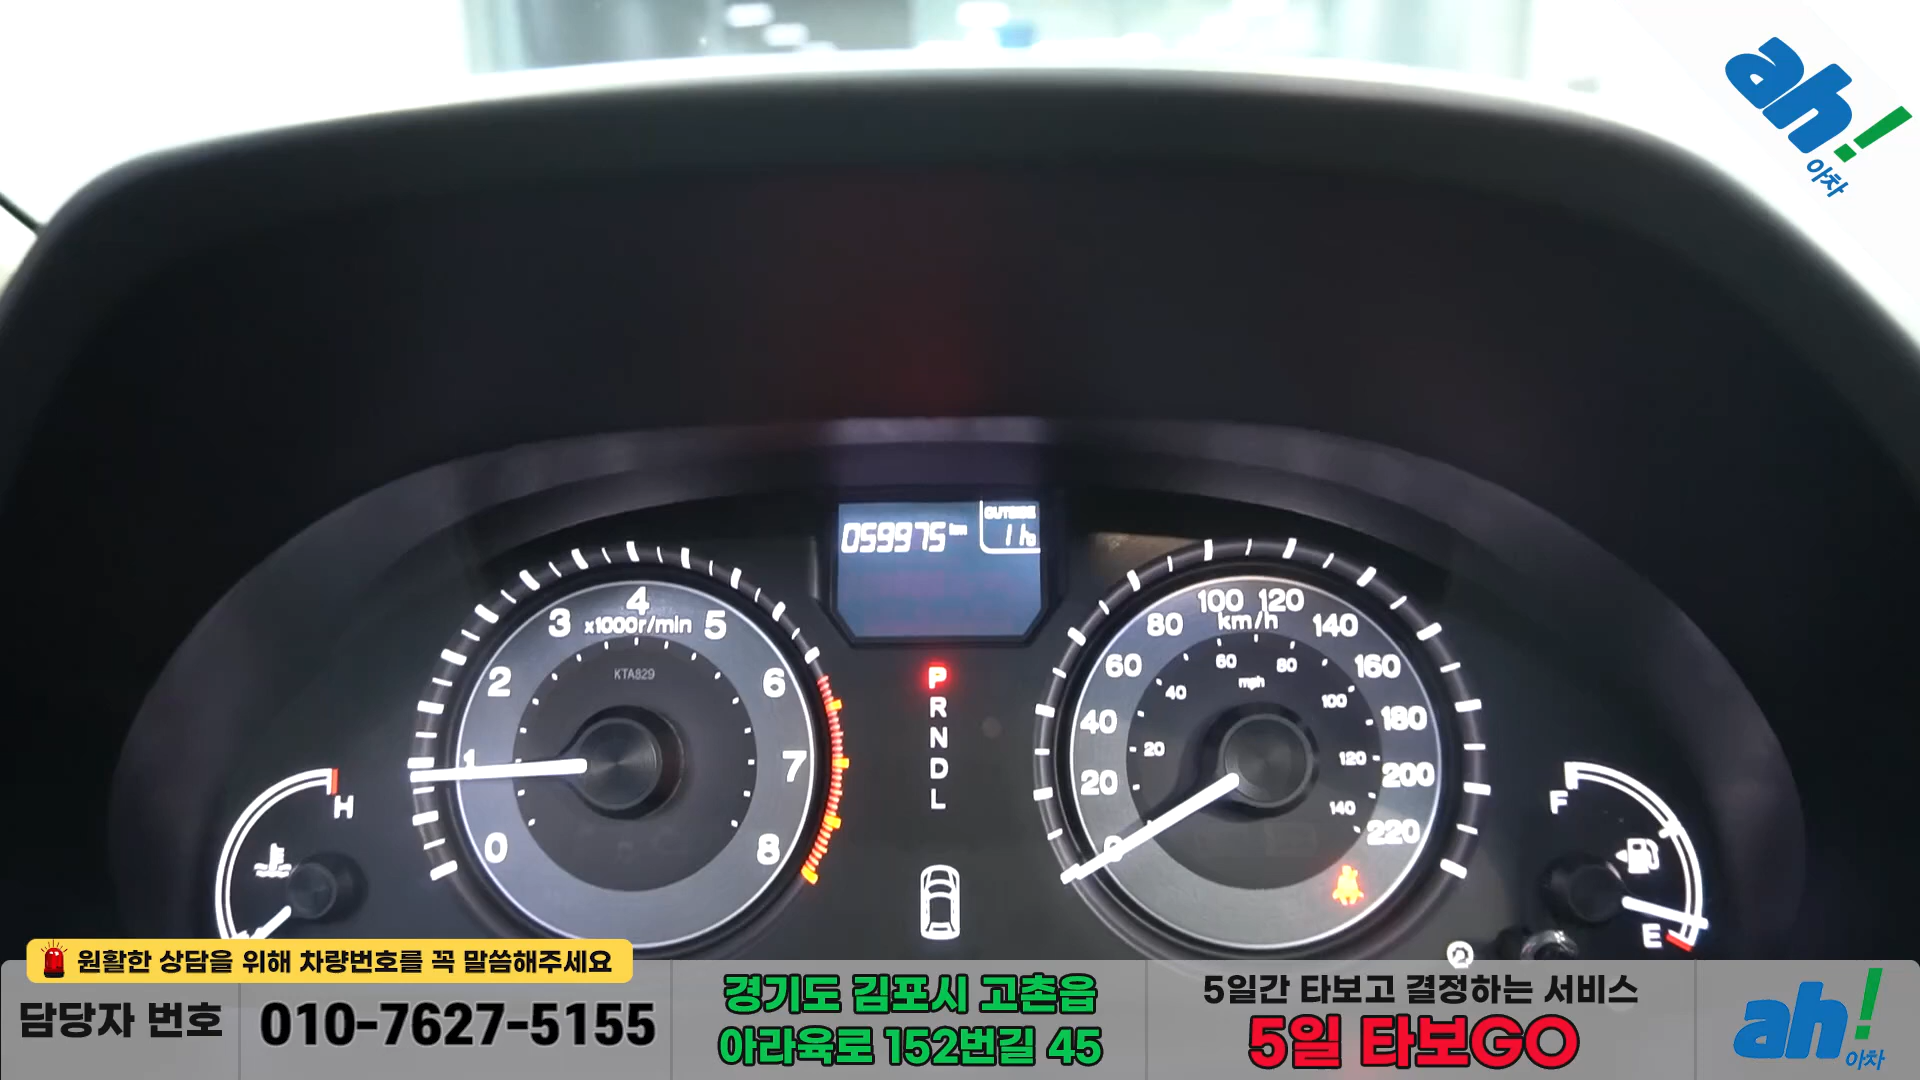 ah!
아차
059975 km
OUTSIDE
x1000r/min
KTA829
0
1
2
3
4
5
6
7
8
H
P
R
N
D
L
km/h
0
20
40
60
80
100
120
140
160
180
200
220
mph
20
40
60
80
100
120
140
F
E
원활한 상담을 위해 차량번호를 꼭 말씀해주세요
담당자 번호
010-7627-5155
경기도 김포시 고촌읍
아라육로 152번길 45
5일간 타보고 결정하는 서비스
5일 타보GO
ah!
아차